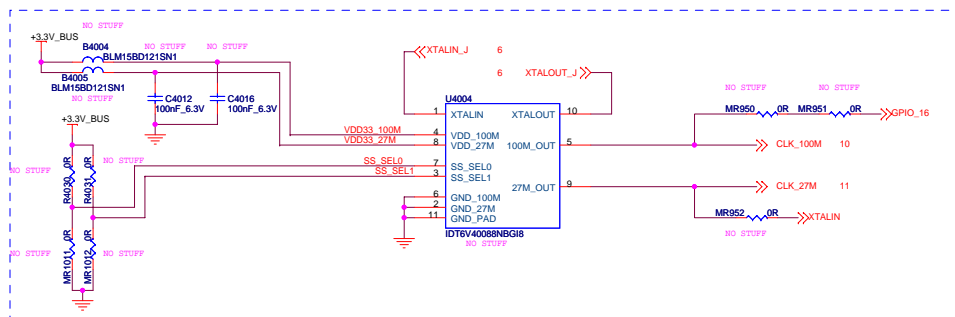 NO STUFF
+3.3V_BUS
B4004
NO STUFF
NO STUFF
BLM15BD121SN1
B4005
BLM15BD121SN1
NO STUFF
C4012
100nF_6.3V
C4016
100nF_6.3V
+3.3V_BUS
NO STUFF
R4030 0R
R4031 0R
NO STUFF
NO STUFF
MR1011 0R
MR1012 0R
NO STUFF
VDD33_100M
VDD33_27M
SS_SEL0
SS_SEL1
XTALIN_J 6
6 XTALOUT_J
U4004
1 XTALIN
XTALOUT 10
4 VDD_100M
8 VDD_27M
100M_OUT 5
7 SS_SEL0
3 SS_SEL1
27M_OUT 9
6 GND_100M
2 GND_27M
11 GND_PAD
IDT6V40088NBGI8
NO STUFF
NO STUFF
NO STUFF
MR950 0R
MR951 0R
GPIO_16
CLK_100M 10
CLK_27M 11
MR952 0R
XTALIN
NO STUFF